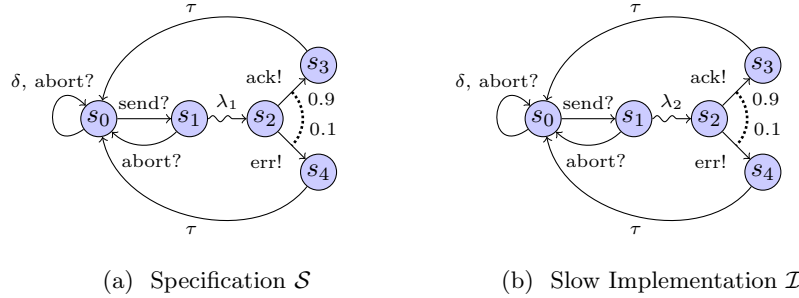 τ
τ
s3
s3
ack!
ack!
δ, abort?
δ, abort?
λ1
0.9
λ2
0.9
s0
send?
s1
s2
s0
send?
s1
s2
0.1
0.1
abort?
err!
abort?
err!
s4
s4
τ
τ
(a) Specification 𝒮
(b) Slow Implementation ℐ